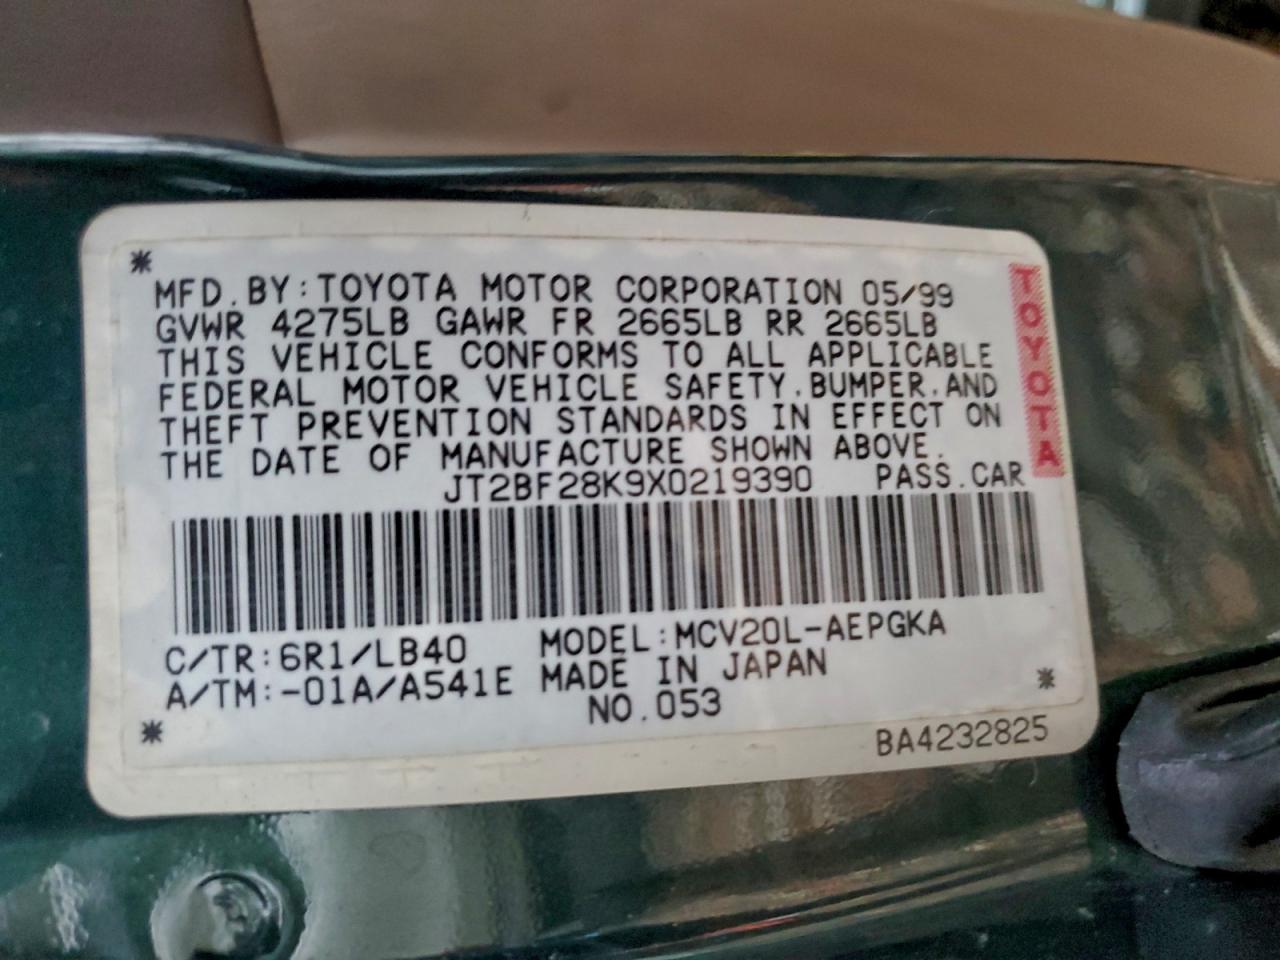 MFD.BY:TOYOTA MOTOR CORPORATION 05/99
GVWR 4275LB GAWR FR 2665LB RR 2665LB
THIS VEHICLE CONFORMS TO ALL APPLICABLE
FEDERAL MOTOR VEHICLE SAFETY,BUMPER,AND
THEFT PREVENTION STANDARDS IN EFFECT ON
THE DATE OF MANUFACTURE SHOWN ABOVE.
JT2BF28K9X0219390 PASS.CAR
C/TR:6R1/LB40 MODEL:MCV20L-AEPGKA
A/TM:-01A/A541E MADE IN JAPAN
NO.053
BA4232825
TOYOTA